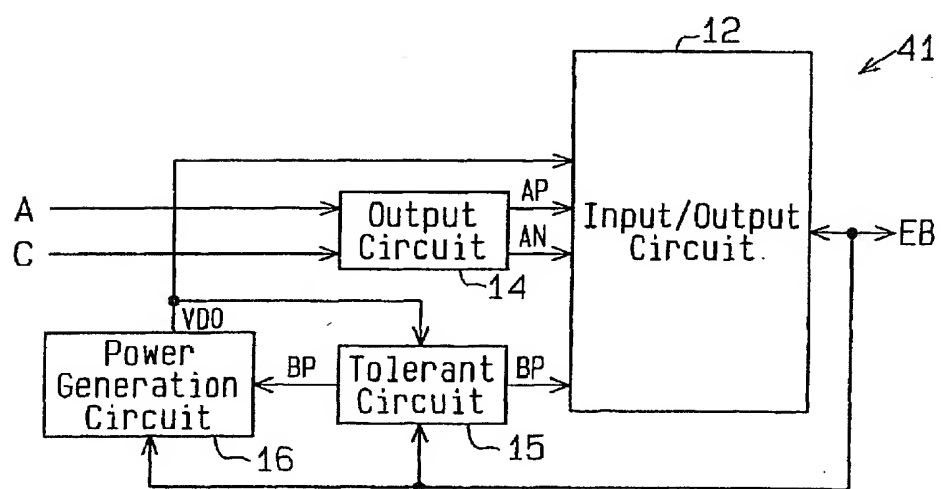 12
41
A
C
Output
Circuit
AP
AN
14
Input/Output
Circuit
EB
VDO
Power
Generation
Circuit
16
BP
Tolerant
Circuit
BP
15